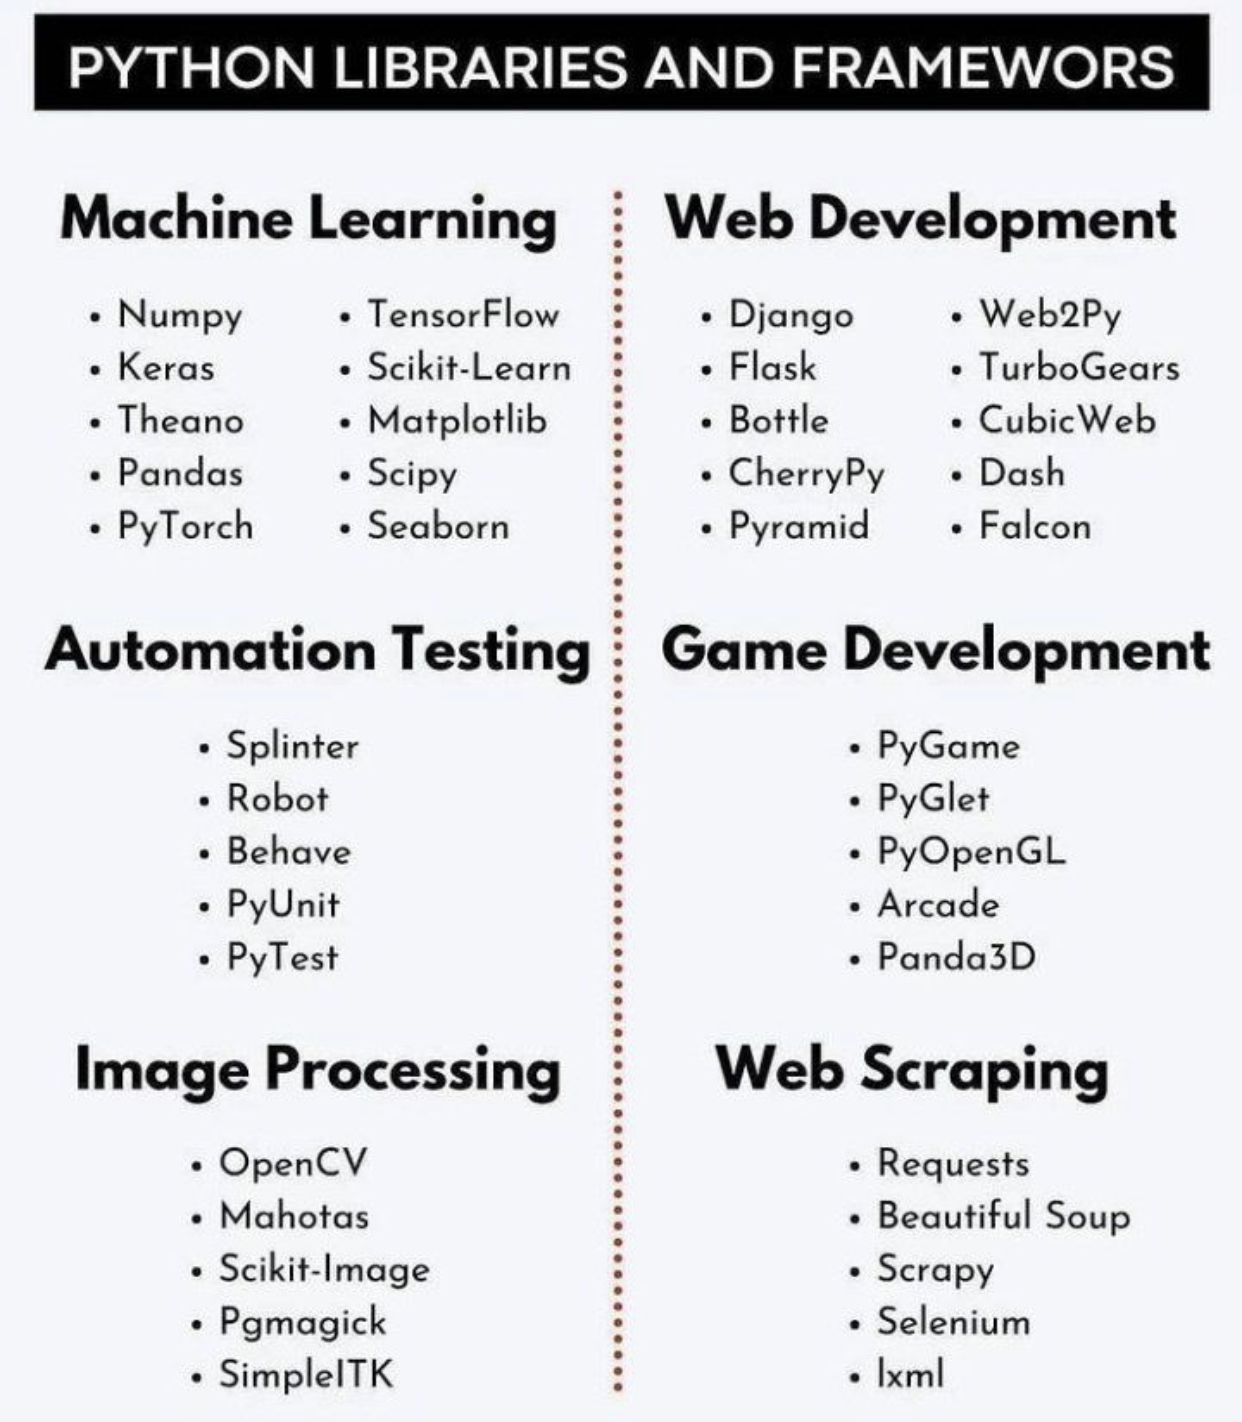 PYTHON LIBRARIES AND FRAMEWORS
Machine Learning
• Numpy
• Keras
• Theano
• Pandas
• PyTorch
• TensorFlow
• Scikit-Learn
• Matplotlib
• Scipy
• Seaborn
Web Development
• Django
• Flask
• Bottle
• CherryPy
• Pyramid
• Web2Py
• TurboGears
• CubicWeb
• Dash
• Falcon
Automation Testing
• Splinter
• Robot
• Behave
• PyUnit
• PyTest
Game Development
• PyGame
• PyGlet
• PyOpenGL
• Arcade
• Panda3D
Image Processing
• OpenCV
• Mahotas
• Scikit-Image
• Pgmagick
• SimpleITK
Web Scraping
• Requests
• Beautiful Soup
• Scrapy
• Selenium
• lxml